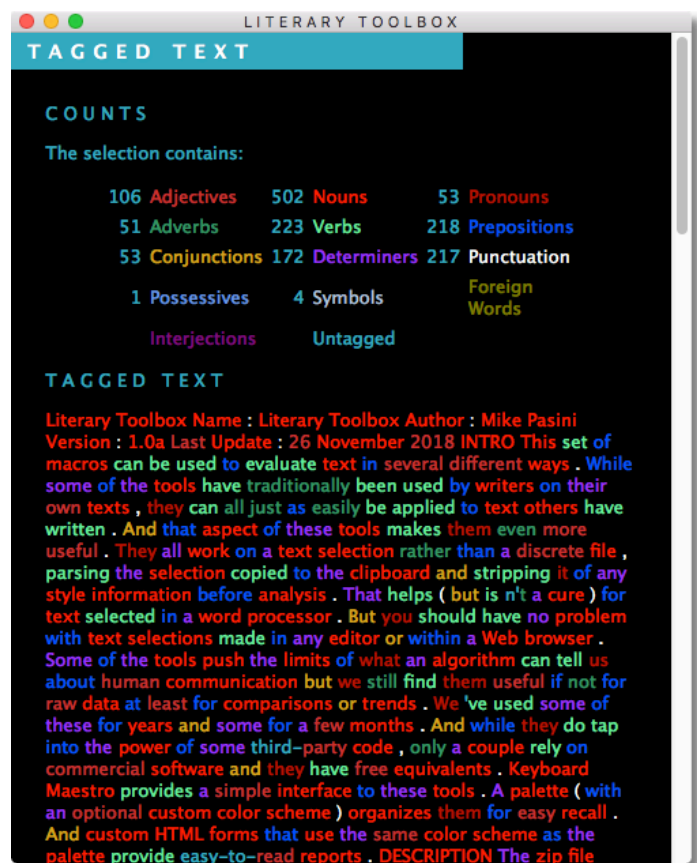 LITERARY TOOLBOX
TAGGED TEXT
COUNTS
The selection contains:
106 Adjectives 502 Nouns 53 Pronouns
51 Adverbs 223 Verbs 218 Prepositions
53 Conjunctions 172 Determiners 217 Punctuation
1 Possessives 4 Symbols Foreign
Words
Interjections Untagged
TAGGED TEXT
Literary Toolbox Name : Literary Toolbox Author : Mike Pasini
Version : 1.0a Last Update : 26 November 2018 INTRO This set of
macros can be used to evaluate text in several different ways . While
some of the tools have traditionally been used by writers on their
own texts , they can all just as easily be applied to text others have
written . And that aspect of these tools makes them even more
useful . They all work on a text selection rather than a discrete file ,
parsing the selection copied to the clipboard and stripping it of any
style information before analysis . That helps ( but is n't a cure ) for
text selected in a word processor . But you should have no problem
with text selections made in any editor or within a Web browser .
Some of the tools push the limits of what an algorithm can tell us
about human communication but we still find them useful if not for
raw data at least for comparisons or trends . We 've used some of
these for years and some for a few months . And while they do tap
into the power of some third-party code , only a couple rely on
commercial software and they have free equivalents . Keyboard
Maestro provides a simple interface to these tools . A palette ( with
an optional custom color scheme ) organizes them for easy recall .
And custom HTML forms that use the same color scheme as the
palette provide easy-to-read reports . DESCRIPTION The zip file